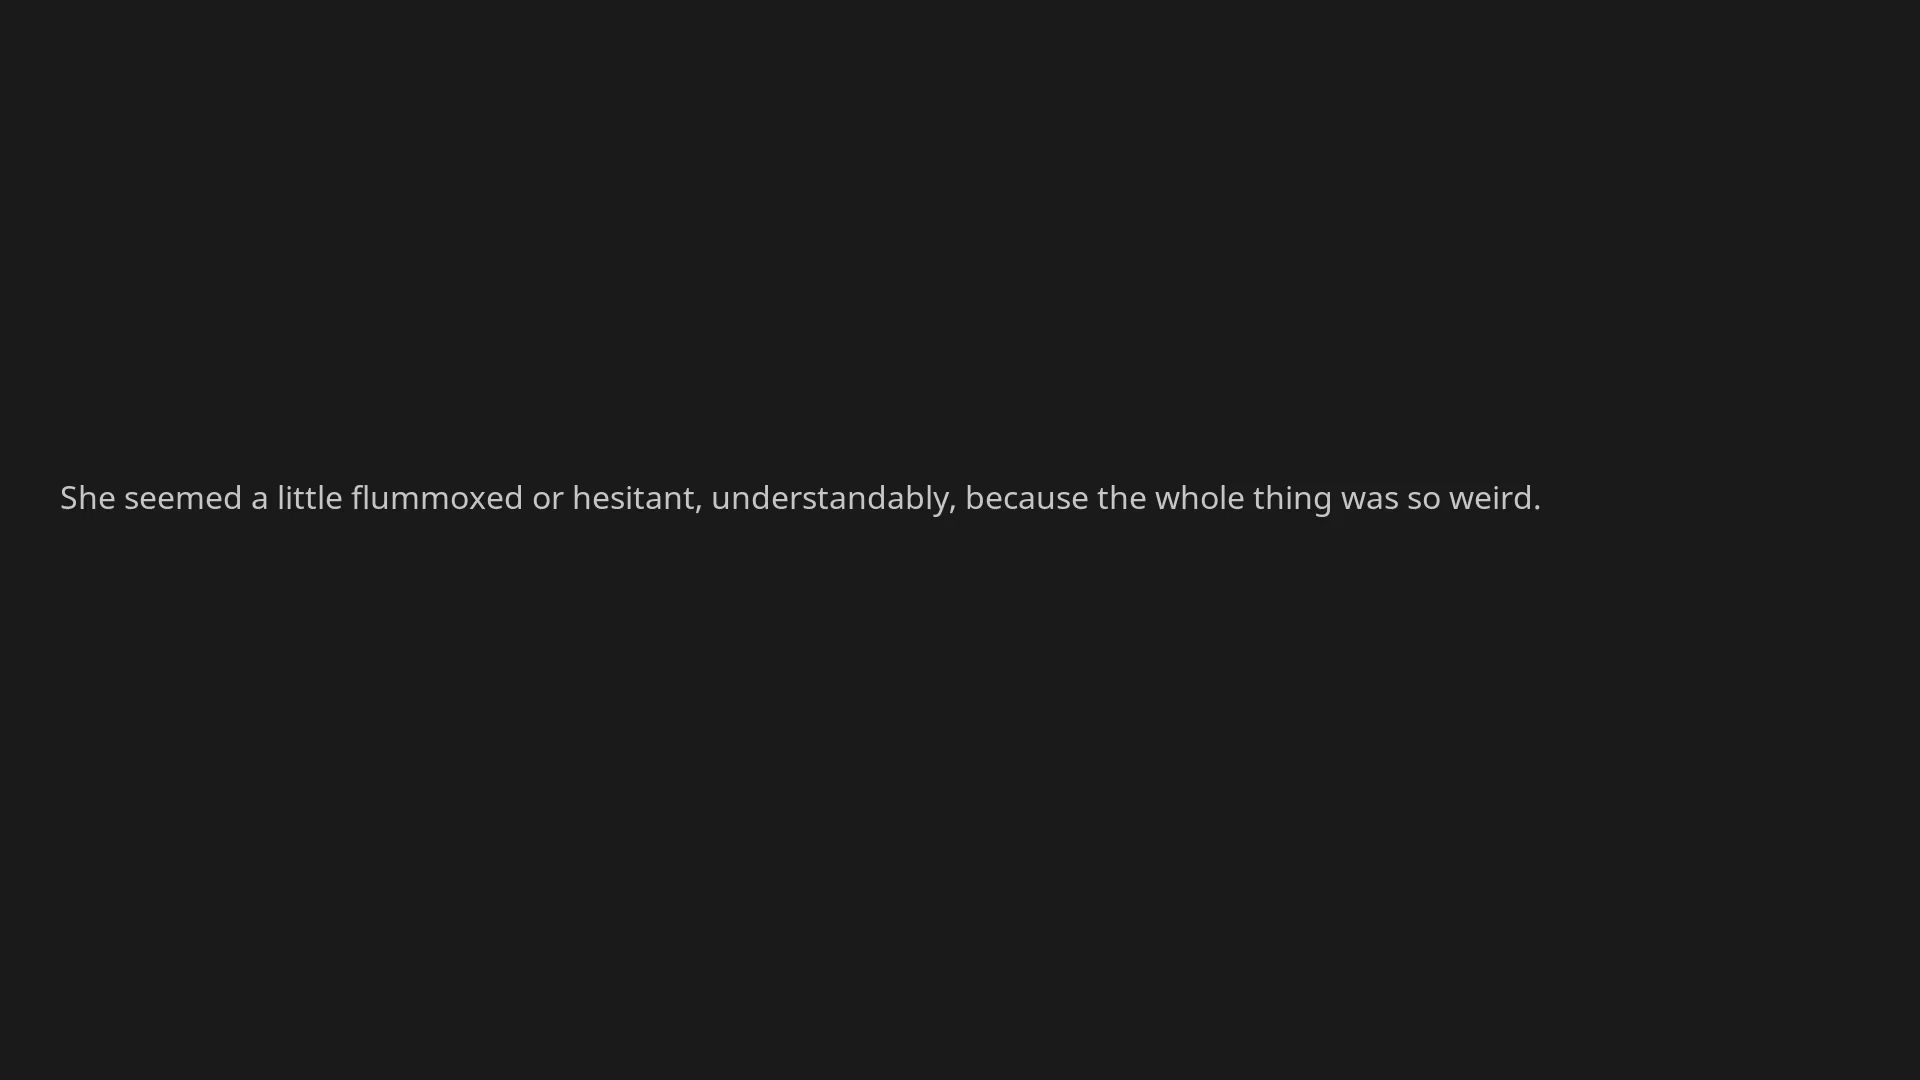 She seemed a little flummoxed or hesitant, understandably, because the whole thing was so weird.